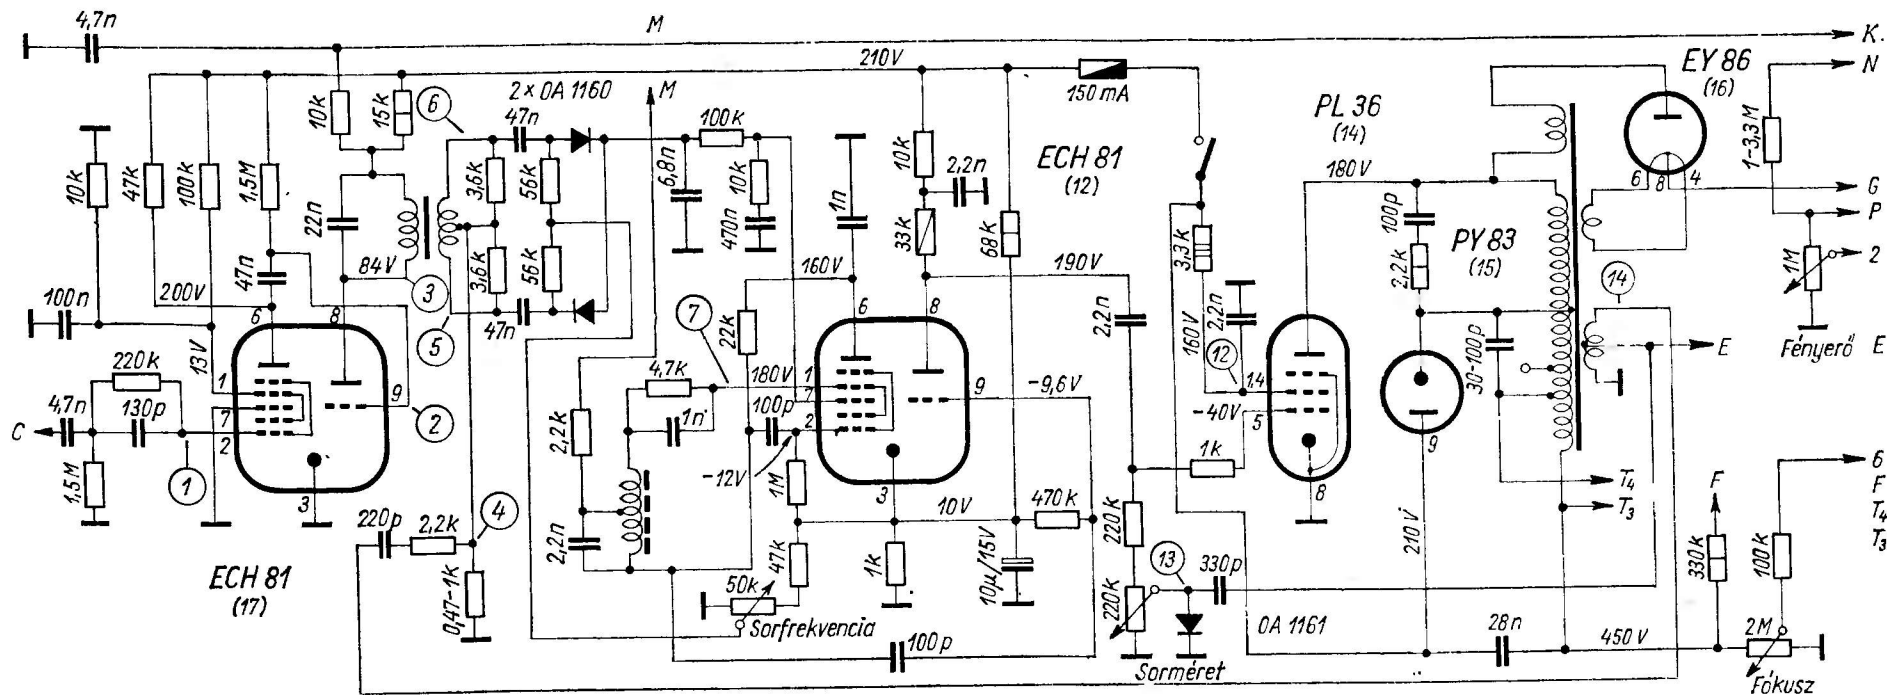 4,7n
M
K.
210V
N
EY 86
(16)
150mA
PL 36
(14)
1-3,3M
10k
15k
6
2×OA 1160
47n
M
100k
10k
47k
100k
1,5M
3,6k
56k
6,8n
10k
470n
1n
10k
2,2n
ECH 81
(12)
180V
6
8
4
G
P
22n
33k
68k
3,3k
100p
PY 83
(15)
2,2k
1M
2
84V
3
3,6k
56k
160V
190V
14
200V
47n
100n
5
47n
7
22k
2,2n
160V
2,2n
12
30-100p
Fényerő
E
E
6
8
6
8
13V
220k
1
9
4,7k
180V
1
7
9
-9,6V
1.4
-40V
5
4,7n
130p
7
2
2
C
1n
100p
2
9
1,5M
1
3
2,2k
-12V
1M
3
1k
8
T4
T3
F
6
F
T4
T3
220p
2,2k
4
10V
470k
220k
210V
330k
100k
ECH 81
(17)
0,47-1k
2,2n
47k
50k
1k
10μ/15V
13
330p
220k
Sorfrekvencia
100p
OA 1161
28n
450V
2M
Sorméret
Fókusz